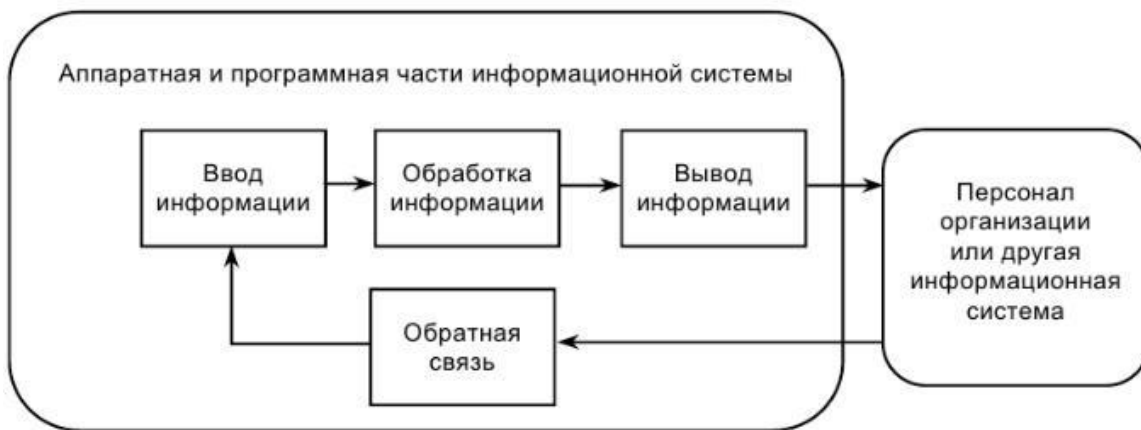 Аппаратная и программная части информационной системы
Ввод
информации
Обработка
информации
Вывод
информации
Персонал
организации
или другая
информационная
система
Обратная
связь